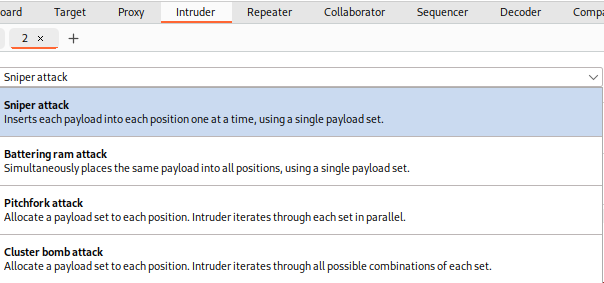 oard Target Proxy Intruder Repeater Collaborator Sequencer Decoder Compa
2 × +
Sniper attack
Sniper attack
Inserts each payload into each position one at a time, using a single payload set.
Battering ram attack
Simultaneously places the same payload into all positions, using a single payload set.
Pitchfork attack
Allocate a payload set to each position. Intruder iterates through each set in parallel.
Cluster bomb attack
Allocate a payload set to each position. Intruder iterates through all possible combinations of each set.